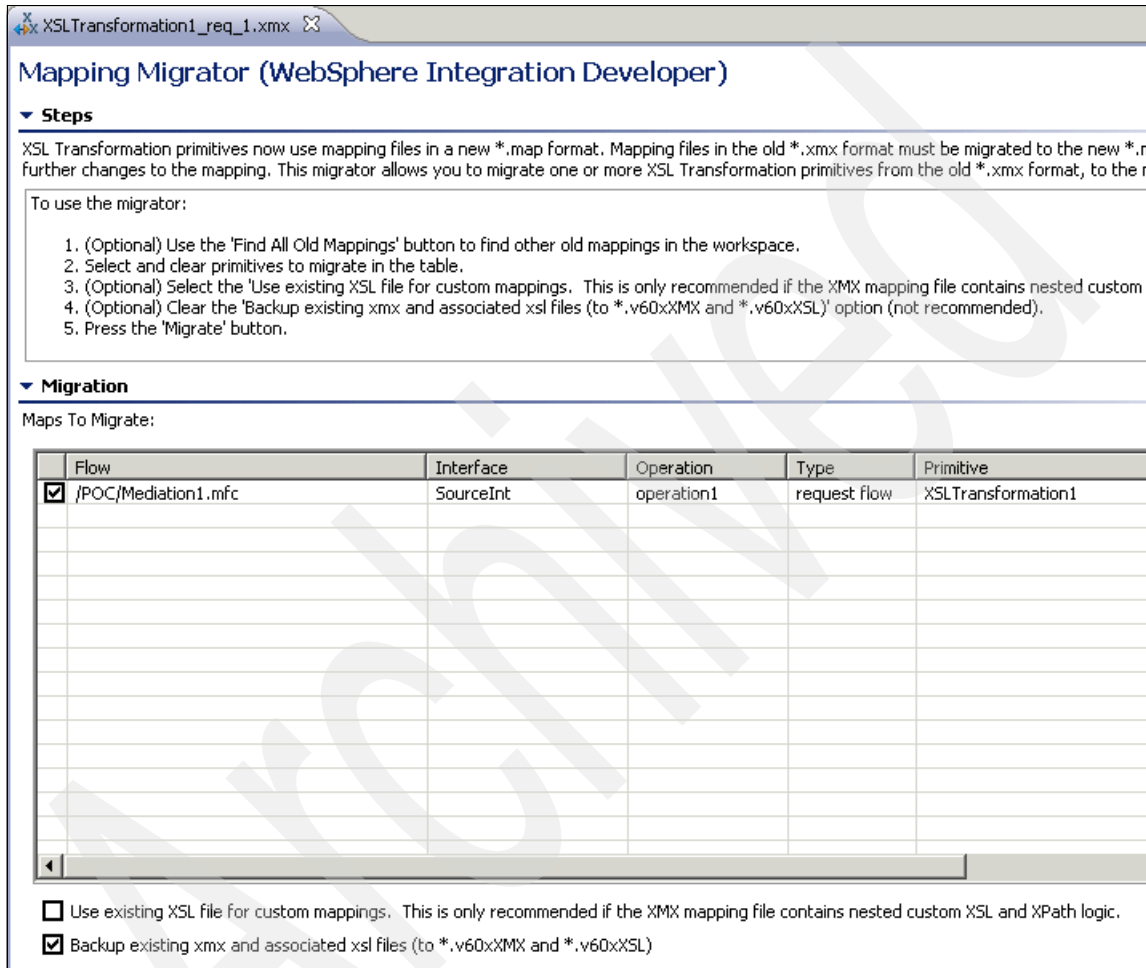 XSLTransformation1_req_1.xmx
Mapping Migrator (WebSphere Integration Developer)
Steps
XSL Transformation primitives now use mapping files in a new *.map format. Mapping files in the old *.xmx format must be migrated to the new *.
further changes to the mapping. This migrator allows you to migrate one or more XSL Transformation primitives from the old *.xmx format, to the
To use the migrator:
1. (Optional) Use the 'Find All Old Mappings' button to find other old mappings in the workspace.
2. Select and clear primitives to migrate in the table.
3. (Optional) Select the 'Use existing XSL file for custom mappings. This is only recommended if the XMX mapping file contains nested custom
4. (Optional) Clear the 'Backup existing xmx and associated xsl files (to *.v60xXMX and *.v60xXSL)' option (not recommended).
5. Press the 'Migrate' button.
Migration
Maps To Migrate:
Flow Interface Operation Type Primitive
/POC/Mediation1.mfc SourceInt operation1 request flow XSLTransformation1
Use existing XSL file for custom mappings. This is only recommended if the XMX mapping file contains nested custom XSL and XPath logic.
Backup existing xmx and associated xsl files (to *.v60xXMX and *.v60xXSL)
Archived